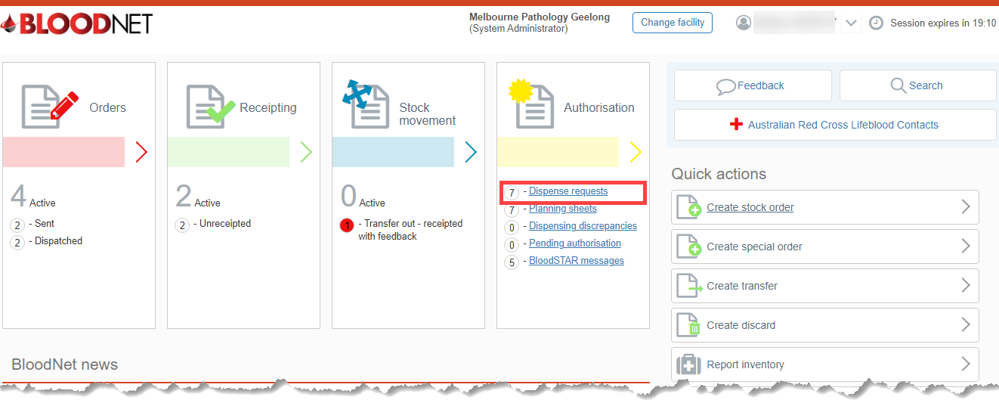 BLOODNET
Melbourne Pathology Geelong
(System Administrator)
Change facility
Session expires in 19:10
Orders
Receipting
Stock
movement
Authorisation
Feedback
Search
Australian Red Cross Lifeblood Contacts
4 Active
2 - Sent
2 - Dispatched
2 Active
2 - Unreceipted
0 Active
1 - Transfer out - receipted
with feedback
7 - Dispense requests
7 - Planning sheets
0 - Dispensing discrepancies
0 - Pending authorisation
5 - BloodSTAR messages
Quick actions
Create stock order
Create special order
Create transfer
Create discard
Report inventory
BloodNet news